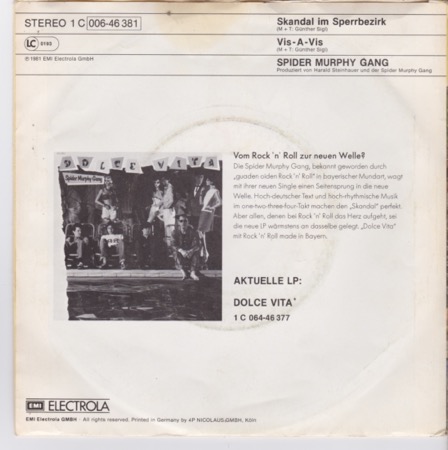 STEREO 1 C 006-46 381
LC 0193
℗ 1981 EMI Electrola GmbH
Skandal im Sperrbezirk
(M + T: Günther Sigl)
Vis-A-Vis
(M + T: Günther Sigl)
SPIDER MURPHY GANG
Produziert von Harald Steinhauer und der Spider Murphy Gang
DOLCE VITA
Spider Murphy Gang
Vom Rock 'n' Roll zur neuen Welle?
Die Spider Murphy Gang, bekannt geworden durch
„guaden oiden Rock 'n' Roll" in bayerischer Mundart, wagt
mit ihrer neuen Single einen Seitensprung in die neue
Welle. Hoch-deutscher Text und hoch-rhythmische Musik
im one-two-three-four-Takt machen den „Skandal" perfekt.
Aber allen, denen bei Rock 'n' Roll das Herz aufgeht, sei
die neue LP wärmstens an dasselbe gelegt. „Dolce Vita"
mit Rock 'n' Roll made in Bayern.
AKTUELLE LP:
DOLCE VITA
1 C 064-46 377
EMI ELECTROLA
EMI Electrola GMBH · All rights reserved. Printed in Germany by 4P NICOLAUS GMBH, Köln